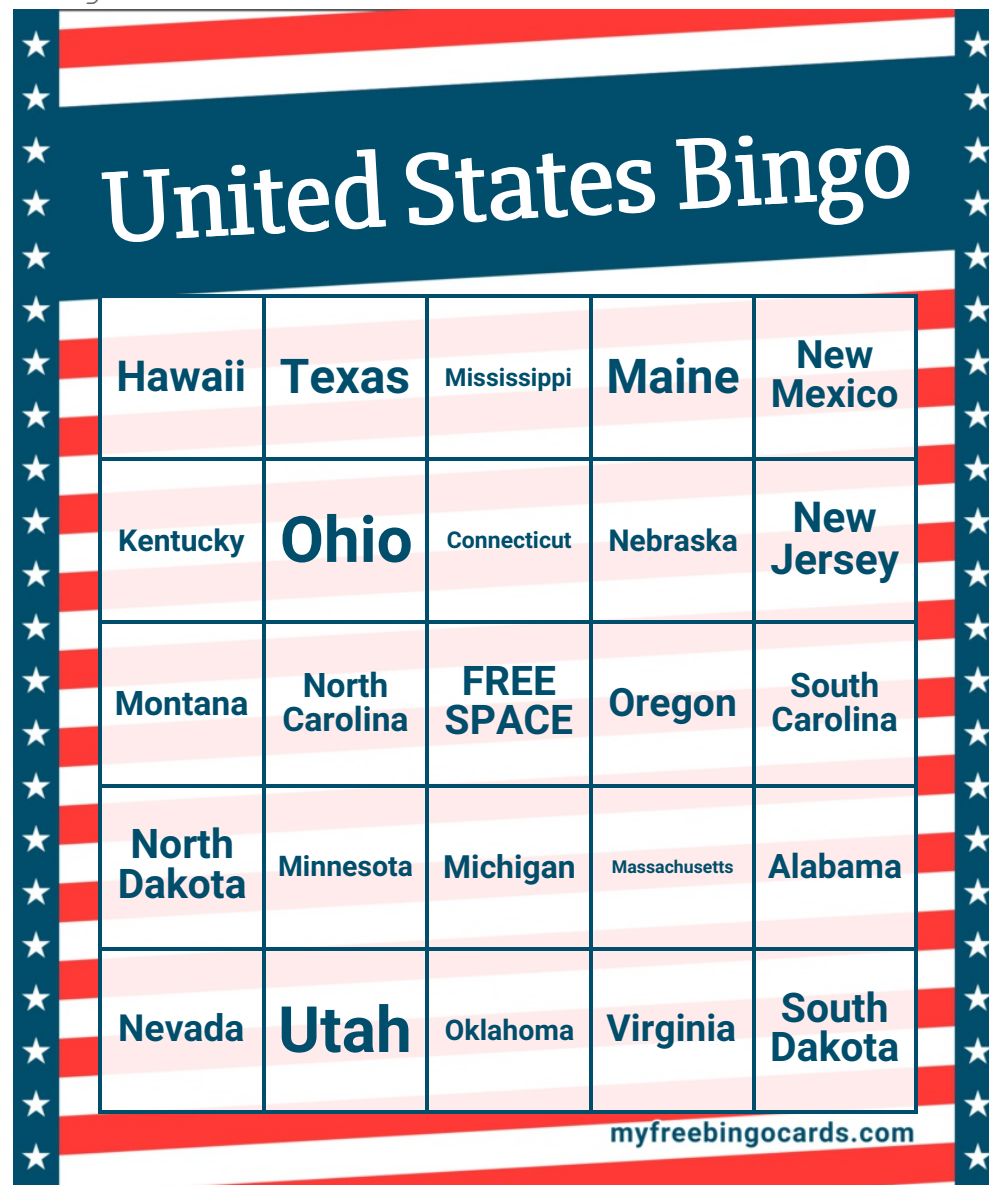 United States Bingo
Hawaii
Texas
Mississippi
Maine
New
Mexico
Kentucky
Ohio
Connecticut
Nebraska
New
Jersey
Montana
North
Carolina
FREE
SPACE
Oregon
South
Carolina
North
Dakota
Minnesota
Michigan
Massachusetts
Alabama
Nevada
Utah
Oklahoma
Virginia
South
Dakota
myfreebingocards.com